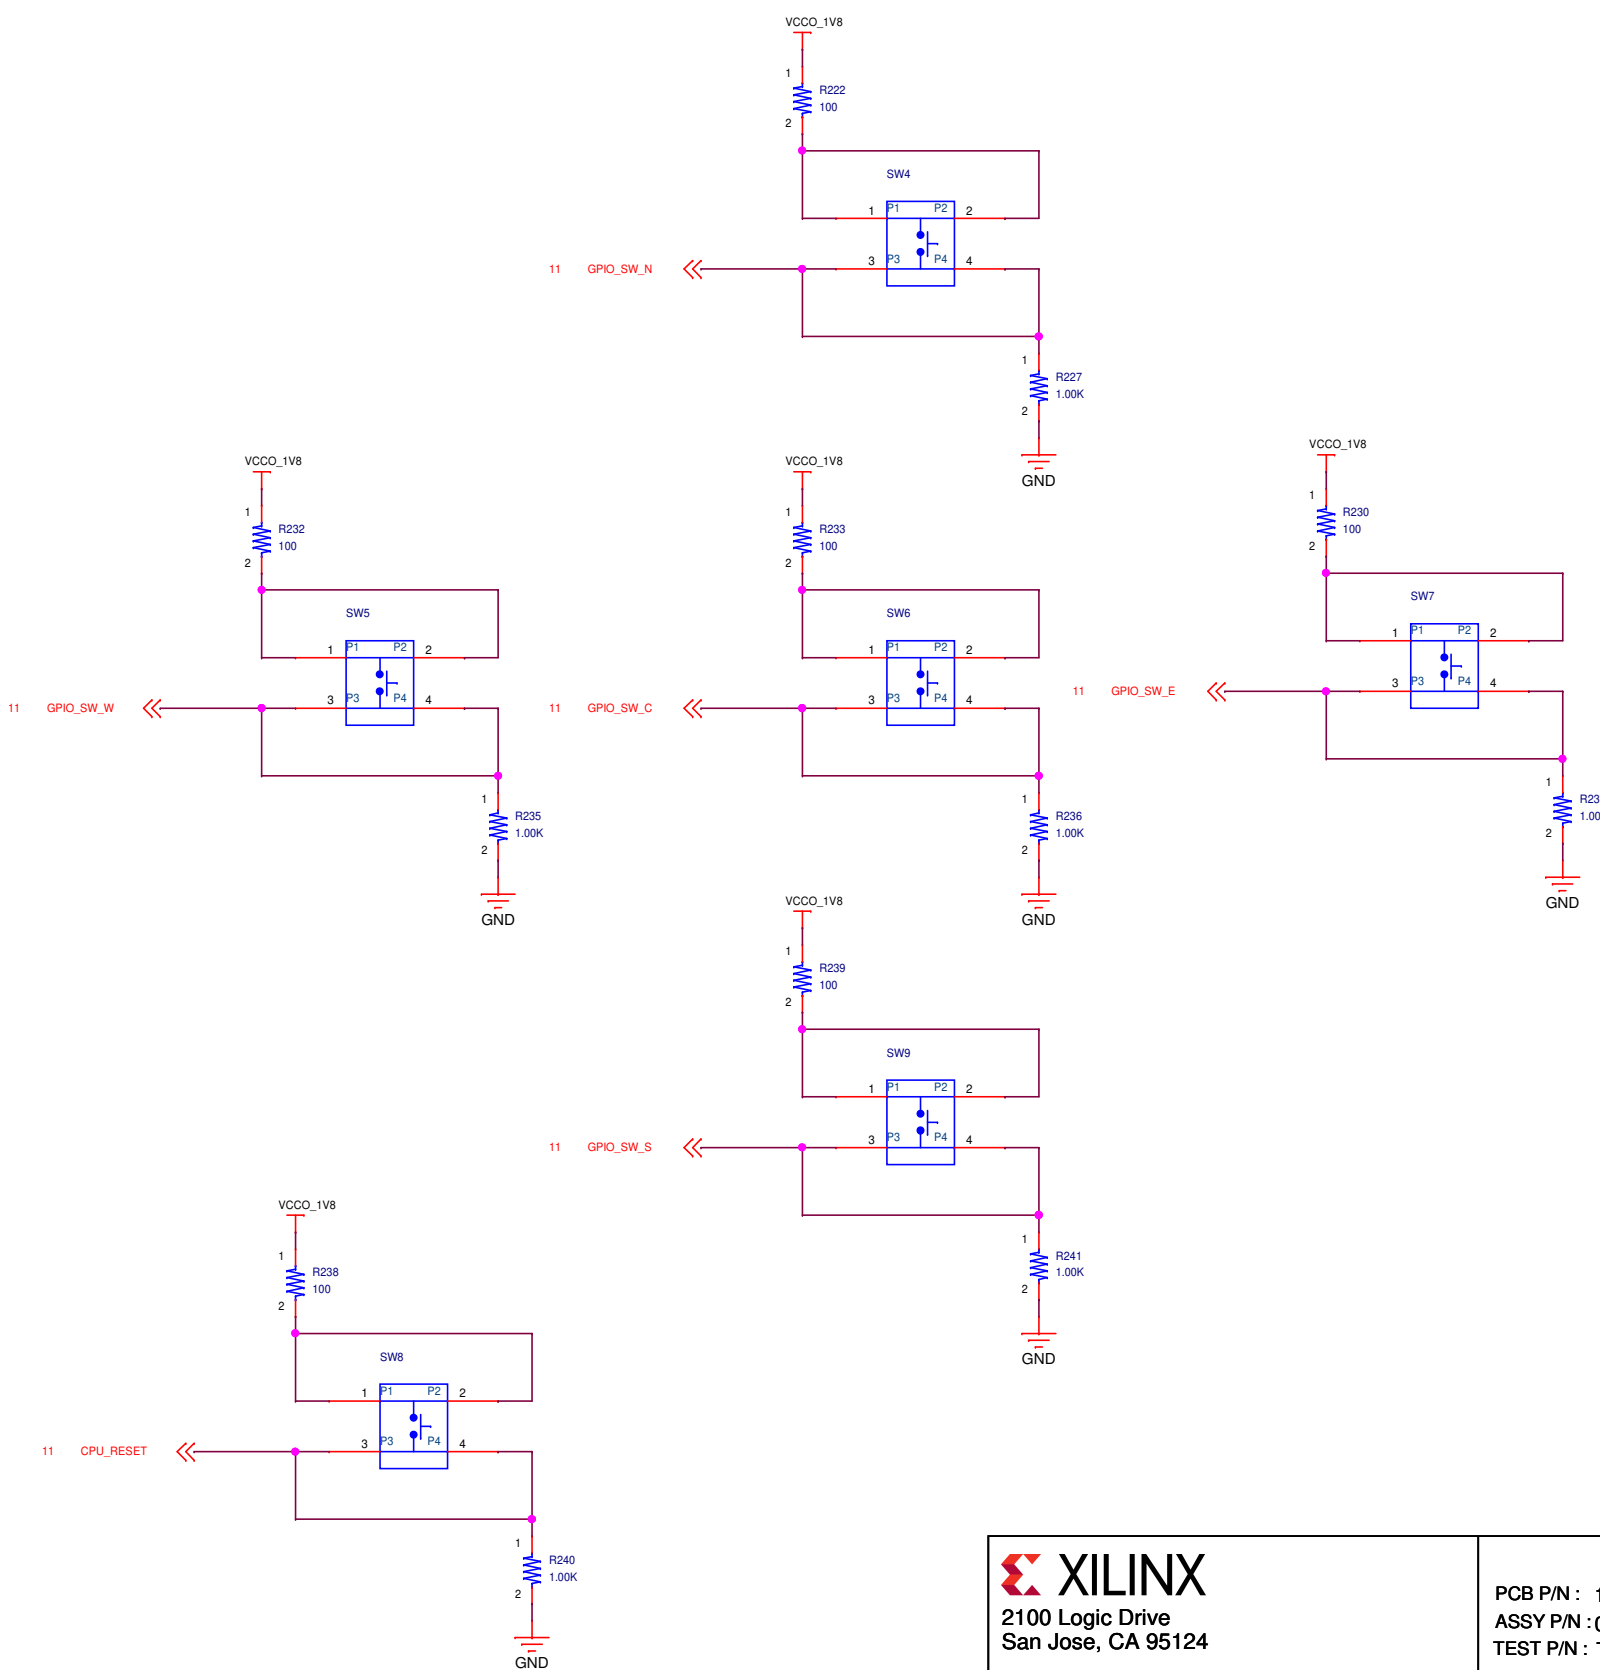 VCCO_1V8
1
R222
100
2
SW4
1 P1 P2 2
11 GPIO_SW_N 3 P3 P4 4
1
R227
1.00K
2
GND
VCCO_1V8
1
R232
100
2
SW5
1 P1 P2 2
11 GPIO_SW_W 3 P3 P4 4
1
R235
1.00K
2
GND
VCCO_1V8
1
R233
100
2
SW6
1 P1 P2 2
11 GPIO_SW_C 3 P3 P4 4
1
R236
1.00K
2
GND
VCCO_1V8
1
R230
100
2
SW7
1 P1 P2 2
11 GPIO_SW_E 3 P3 P4 4
1
2
GND
VCCO_1V8
1
R239
100
2
SW9
1 P1 P2 2
11 GPIO_SW_S 3 P3 P4 4
1
R241
1.00K
2
GND
VCCO_1V8
1
R238
100
2
SW8
1 P1 P2 2
11 CPU_RESET 3 P3 P4 4
1
R240
1.00K
2
GND
XILINX
2100 Logic Drive
San Jose, CA 95124
PCB P/N :
ASSY P/N :
TEST P/N :